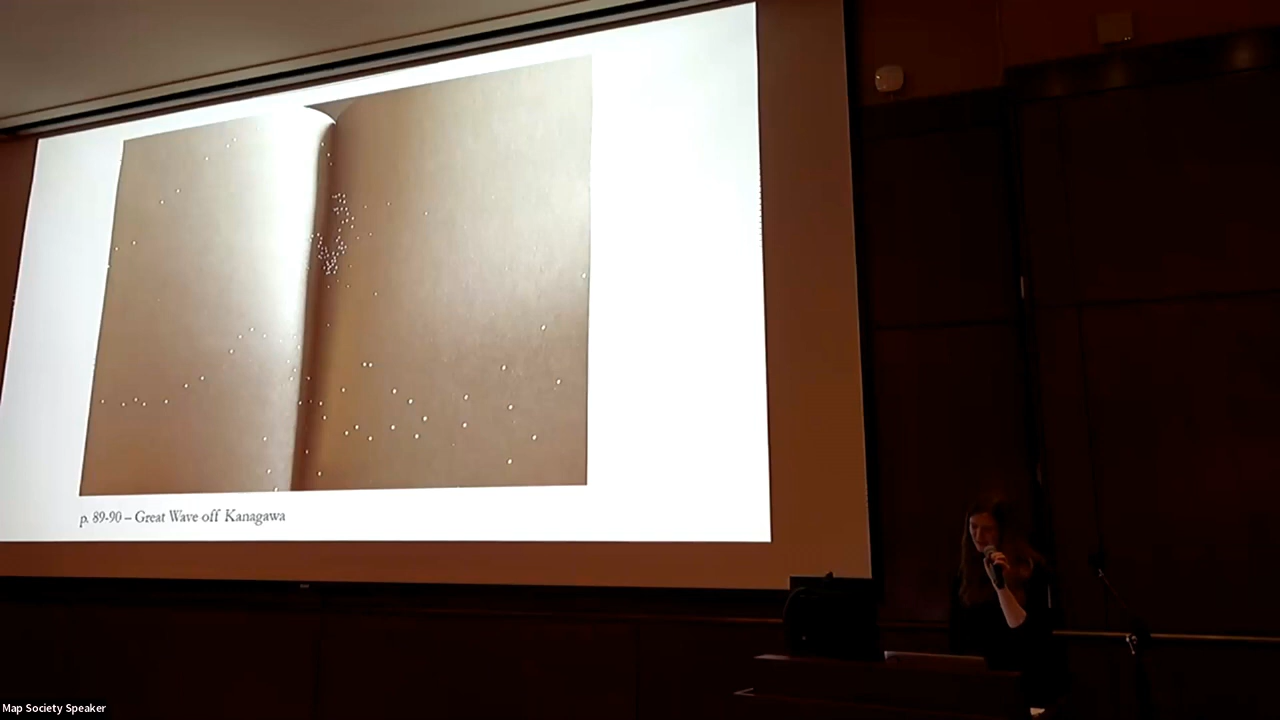 p. 89-90 – Great Wave off Kanagawa
Map Society Speaker